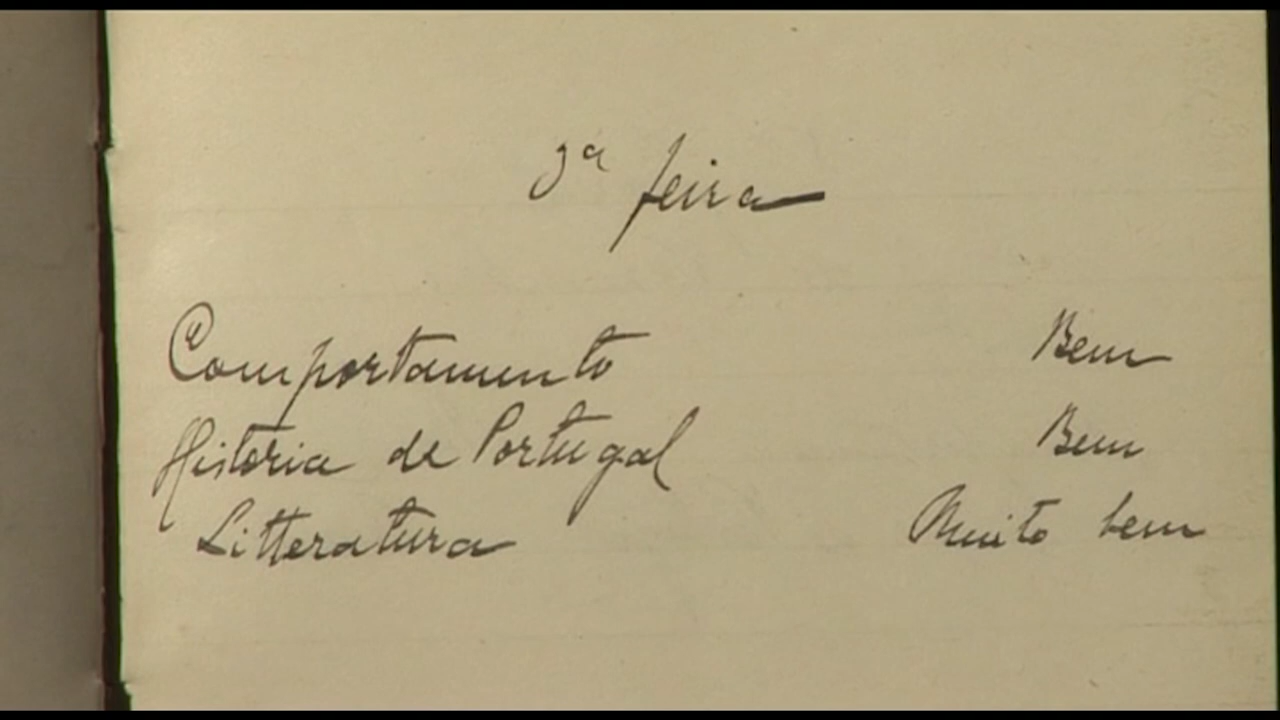 3ª feira
Comportamento Bem
Historia de Portugal Bem
Litteratura Muito bem